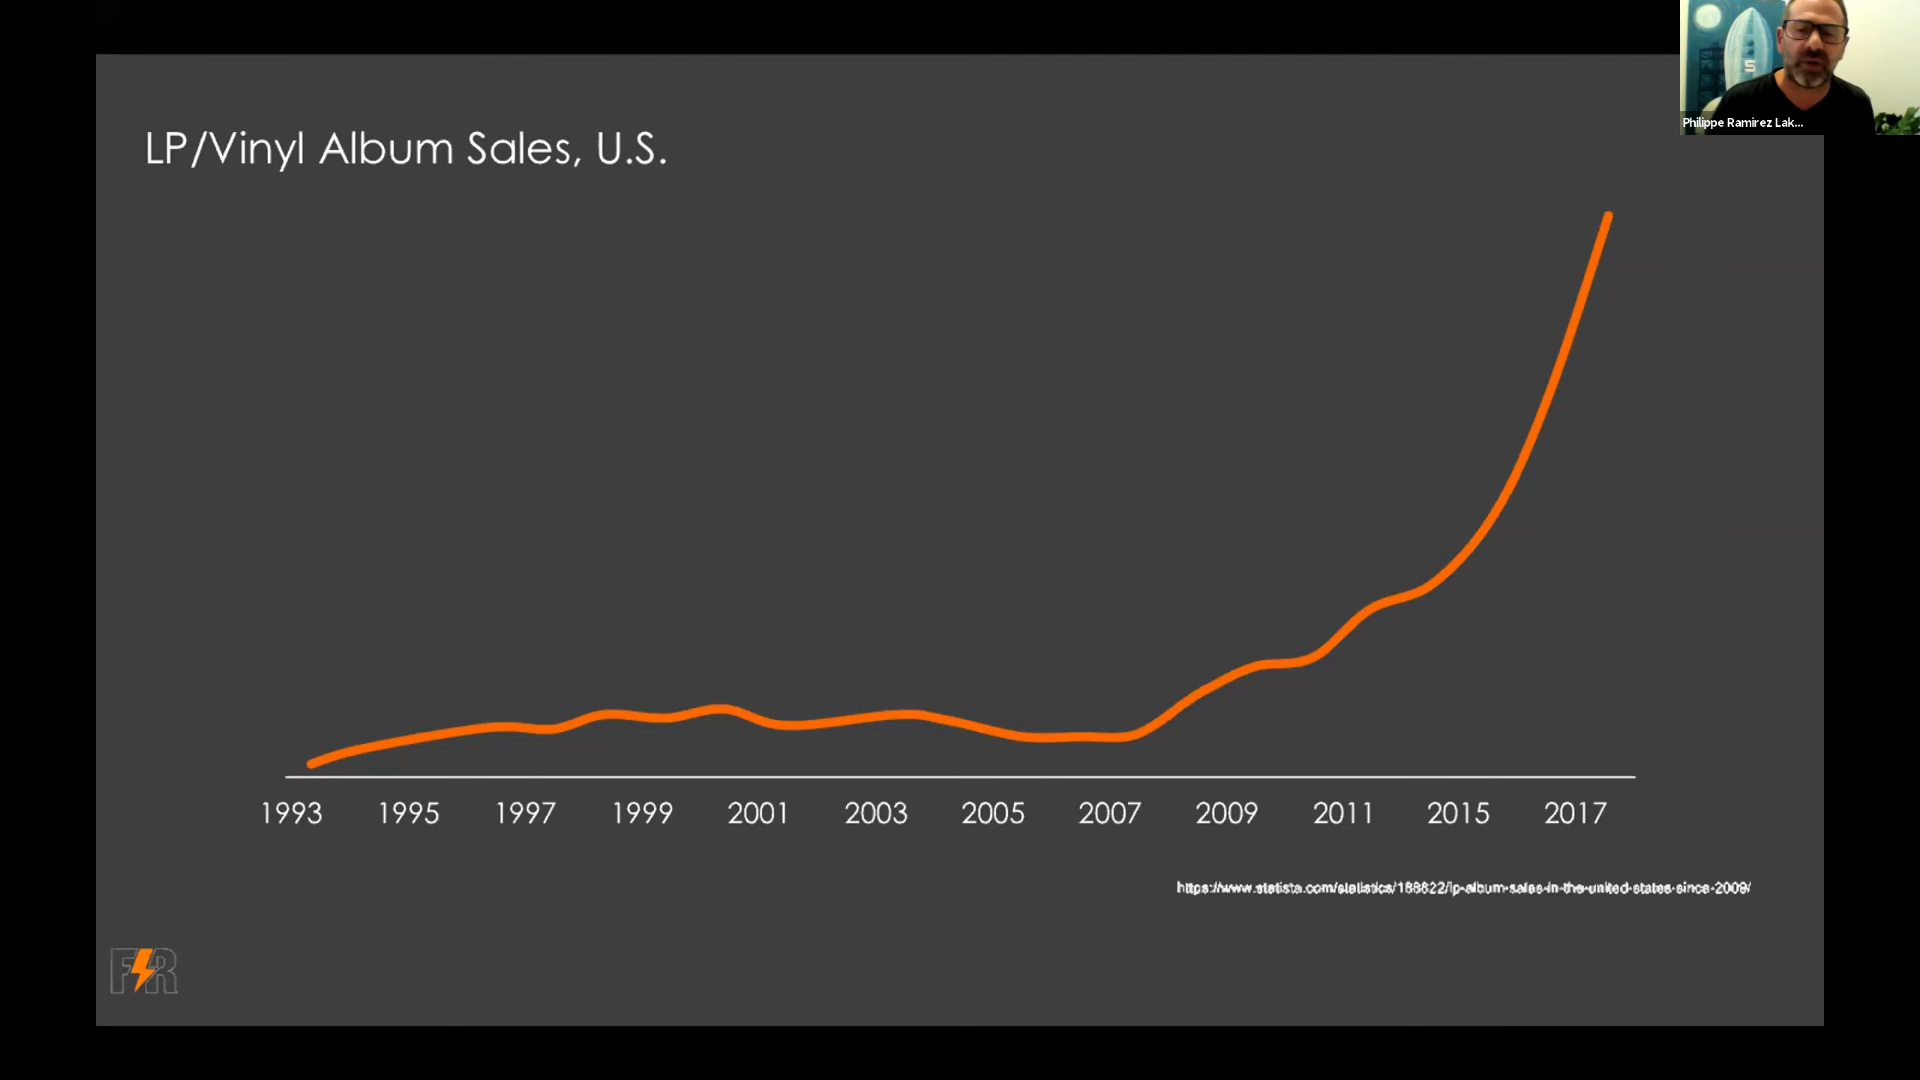 LP/Vinyl Album Sales, U.S.
Philippe Ramirez Lak...
1993 1995 1997 1999 2001 2003 2005 2007 2009 2011 2015 2017
https://www.statista.com/statistics/188822/lp-album-sales-in-the-united-states-since-2009/
FR